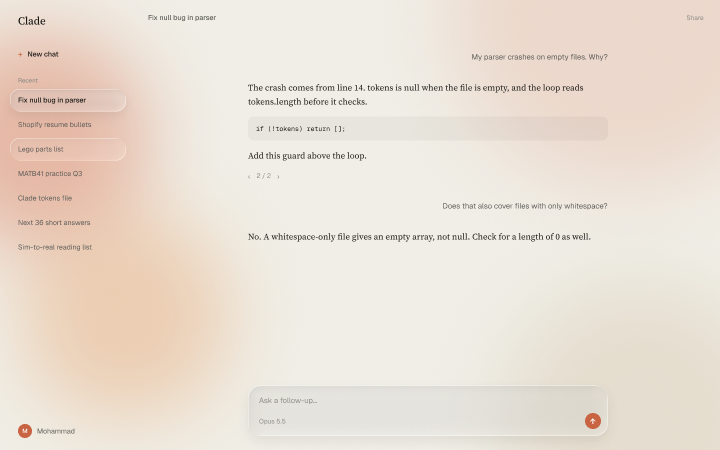 Clade
Fix null bug in parser
Share
+ New chat
Recent
Fix null bug in parser
Shopify resume bullets
Lego parts list
MATB41 practice Q3
Clade tokens file
Next 36 short answers
Sim-to-real reading list
M Mohammad
My parser crashes on empty files. Why?
The crash comes from line 14. tokens is null when the file is empty, and the loop reads
tokens.length before it checks.
if (!tokens) return [];
Add this guard above the loop.
‹ 2 / 2 ›
Does that also cover files with only whitespace?
No. A whitespace-only file gives an empty array, not null. Check for a length of 0 as well.
Ask a follow-up...
Opus 5.5